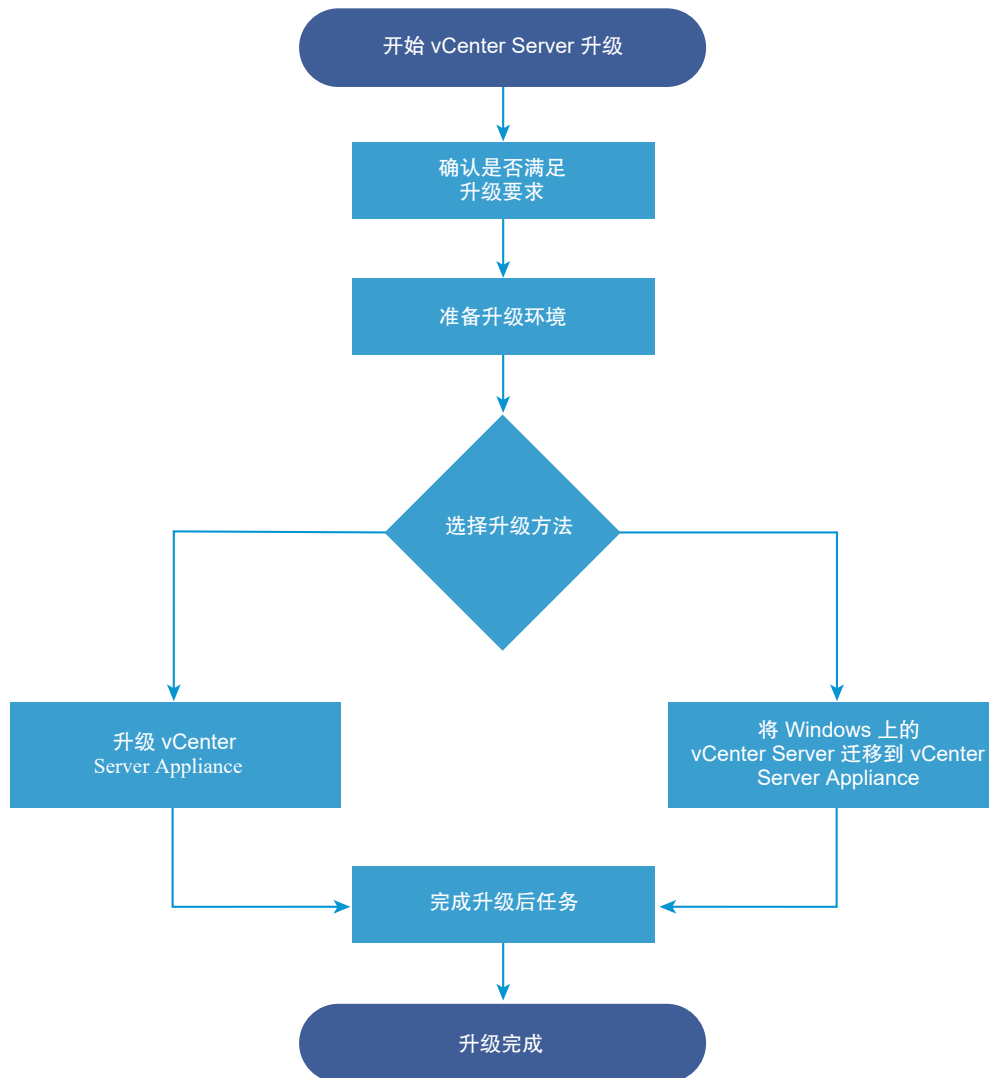 开始 vCenter Server 升级
确认是否满足
升级要求
准备升级环境
选择升级方法
升级 vCenter
Server Appliance
将 Windows 上的
vCenter Server 迁移到 vCenter
Server Appliance
完成升级后任务
升级完成